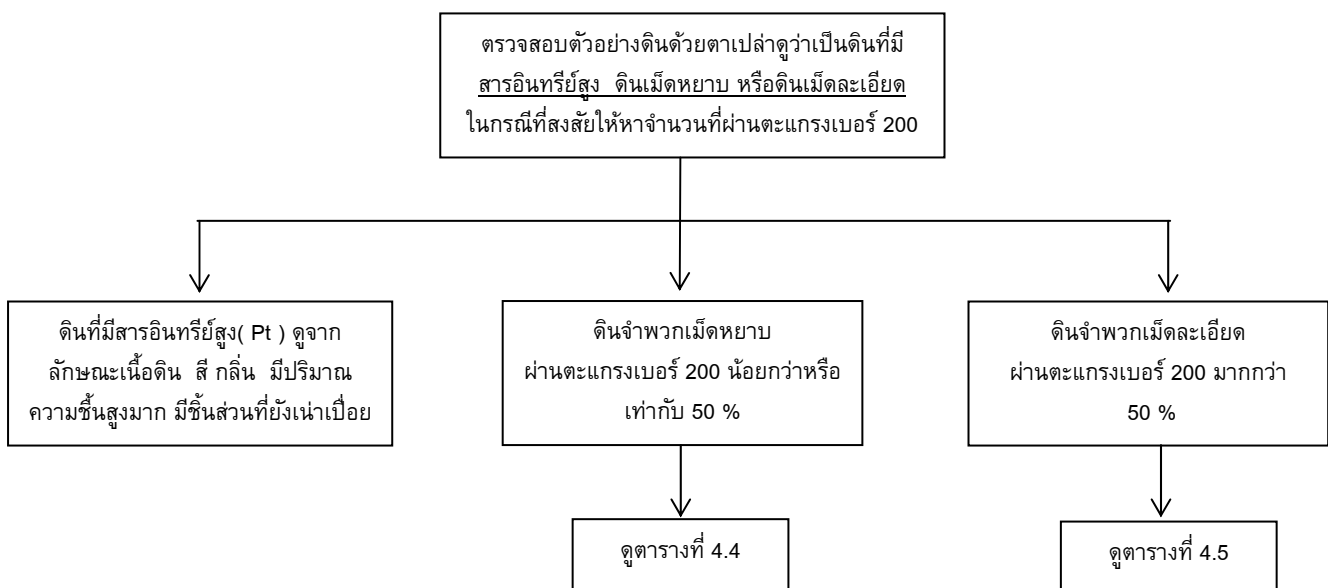 ตรวจสอบตัวอย่างดินด้วยตาเปล่าดูว่าเป็นดินที่มี
สารอินทรีย์สูง ดินเม็ดหยาบ หรือดินเม็ดละเอียด
ในกรณีที่สงสัยให้หาจำนวนที่ผ่านตะแกรงเบอร์ 200
ดินที่มีสารอินทรีย์สูง( Pt ) ดูจาก
ลักษณะเนื้อดิน สี กลิ่น มีปริมาณ
ความชื้นสูงมาก มีชิ้นส่วนที่ยังเน่าเปื่อย
ดินจำพวกเม็ดหยาบ
ผ่านตะแกรงเบอร์ 200 น้อยกว่าหรือ
เท่ากับ 50 %
ดินจำพวกเม็ดละเอียด
ผ่านตะแกรงเบอร์ 200 มากกว่า
50 %
ดูตารางที่ 4.4
ดูตารางที่ 4.5